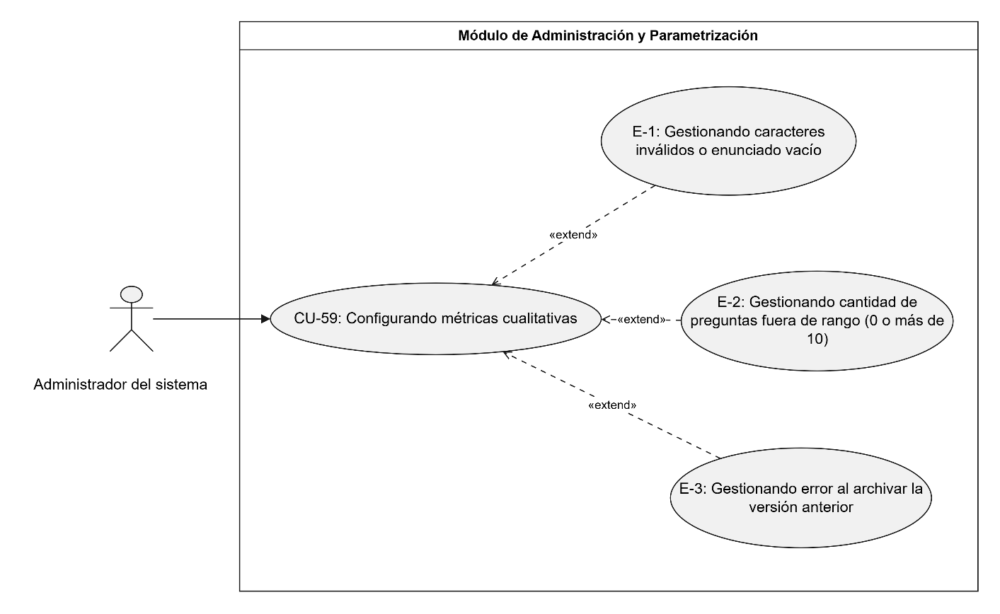 Módulo de Administración y Parametrización
E-1: Gestionando caracteres
inválidos o enunciado vacío
«extend»
CU-59: Configurando métricas cualitativas
«extend»
E-2: Gestionando cantidad de
preguntas fuera de rango (0 o más de
10)
Administrador del sistema
«extend»
E-3: Gestionando error al archivar la
versión anterior